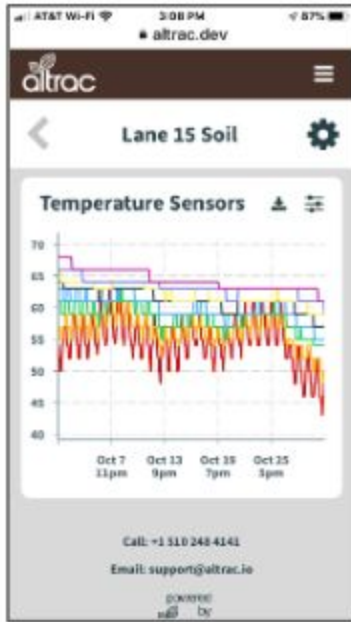 AT&T Wi-Fi 3:08 PM 87%
altrac.dev
altrac
Lane 15 Soil
Temperature Sensors
70
65
60
55
50
45
40
Oct 7 Oct 13 Oct 19 Oct 25
11pm 9pm 7pm 5pm
Call: +1 510 248 4141
Email: support@altrac.io
powered
by